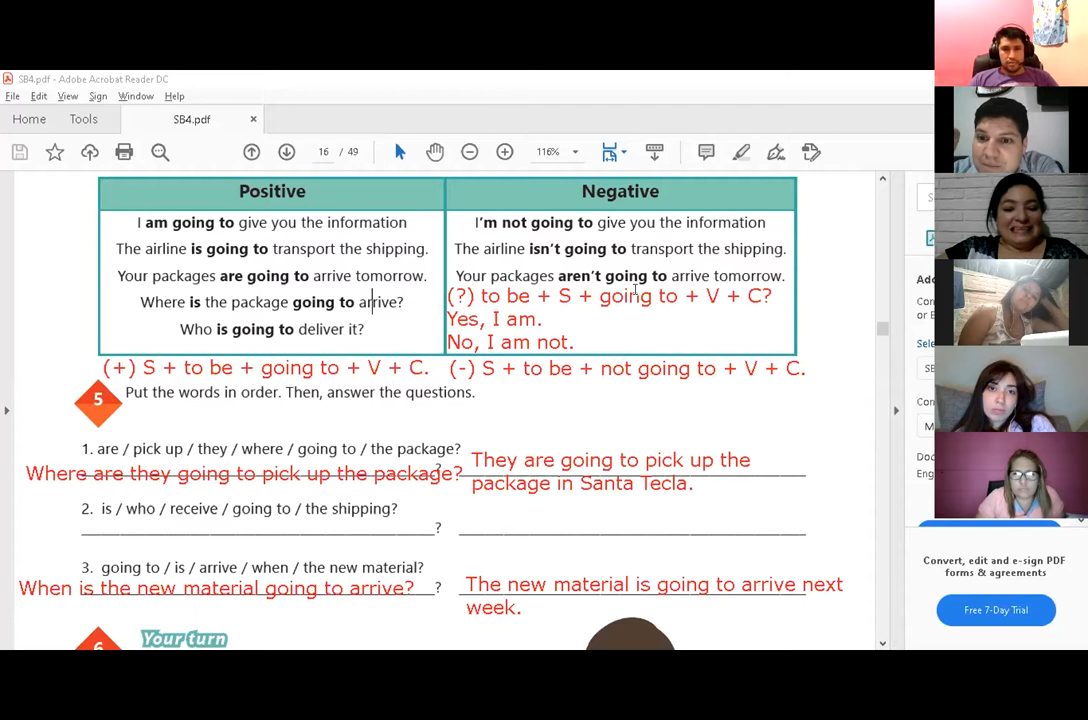 SB4.pdf - Adobe Acrobat Reader DC
File Edit View Sign Window Help
Home Tools SB4.pdf ×
16 / 49 116%
Positive Negative
I am going to give you the information
I'm not going to give you the information
The airline is going to transport the shipping.
The airline isn't going to transport the shipping.
Your packages are going to arrive tomorrow.
Your packages aren't going to arrive tomorrow.
Where is the package going to arrive?
(?) to be + S + going to + V + C?
Who is going to deliver it?
Yes, I am.
No, I am not.
(+) S + to be + going to + V + C.
(-) S + to be + not going to + V + C.
5 Put the words in order. Then, answer the questions.
1. are / pick up / they / where / going to / the package?
Where are they going to pick up the package?
?
They are going to pick up the
package in Santa Tecla.
2. is / who / receive / going to / the shipping?
?
3. going to / is / arrive / when / the new material?
When is the new material going to arrive?
?
The new material is going to arrive next
week.
6 Your turn
S
Ado
Sele
SB
M
Doc
Eng
Convert, edit and e-sign PDF
forms & agreements
Free 7-Day Trial